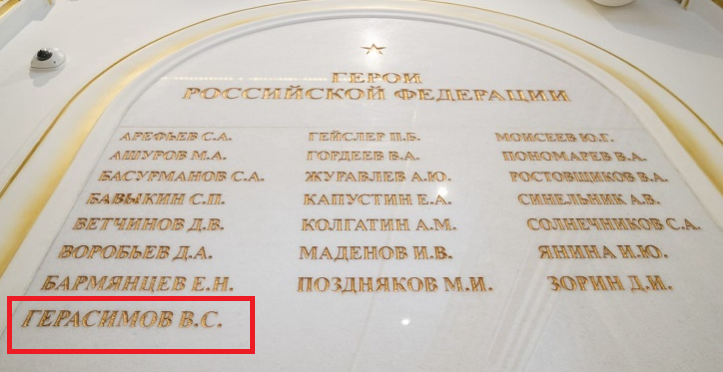 ГЕРОИ
РОССИЙСКОЙ ФЕДЕРАЦИИ
АРЕФЬЕВ С.А.
АШУРОВ М.А.
БАСУРМАНОВ С.А.
БАВЫКИН С.П.
ВЕТЧИНОВ Д.В.
ВОРОБЬЕВ Д.А.
БАРМЯНЦЕВ Е.Н.
ГЕРАСИМОВ В.С.
ГЕЙСЛЕР П.Б.
ГОРДЕЕВ В.А.
ЖУРАВЛЕВ А.Ю.
КАПУСТИН Е.А.
КОЛГАТИН А.М.
МАДЕНОВ И.В.
ПОЗДНЯКОВ М.И.
МОИСЕЕВ Ю.Г.
ПОНОМАРЕВ В.А.
РОСТОВЩИКОВ В.А.
СИНЕЛЬНИК А.В.
СОЛНЕЧНИКОВ С.А.
ЯНИНА И.Ю.
ЗОРИН Д.И.